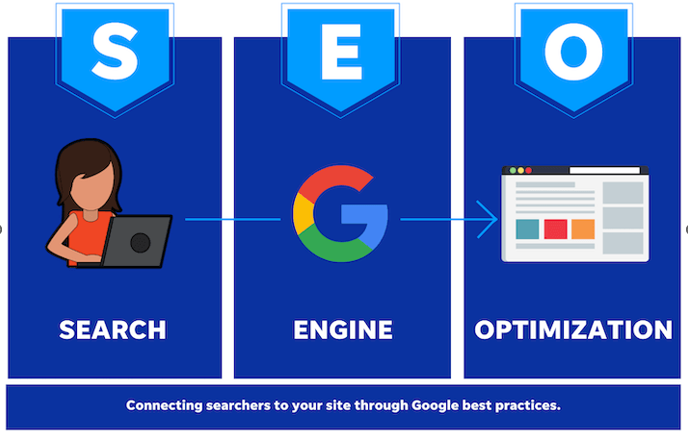 S E O
SEARCH ENGINE OPTIMIZATION
Connecting searchers to your site through Google best practices.